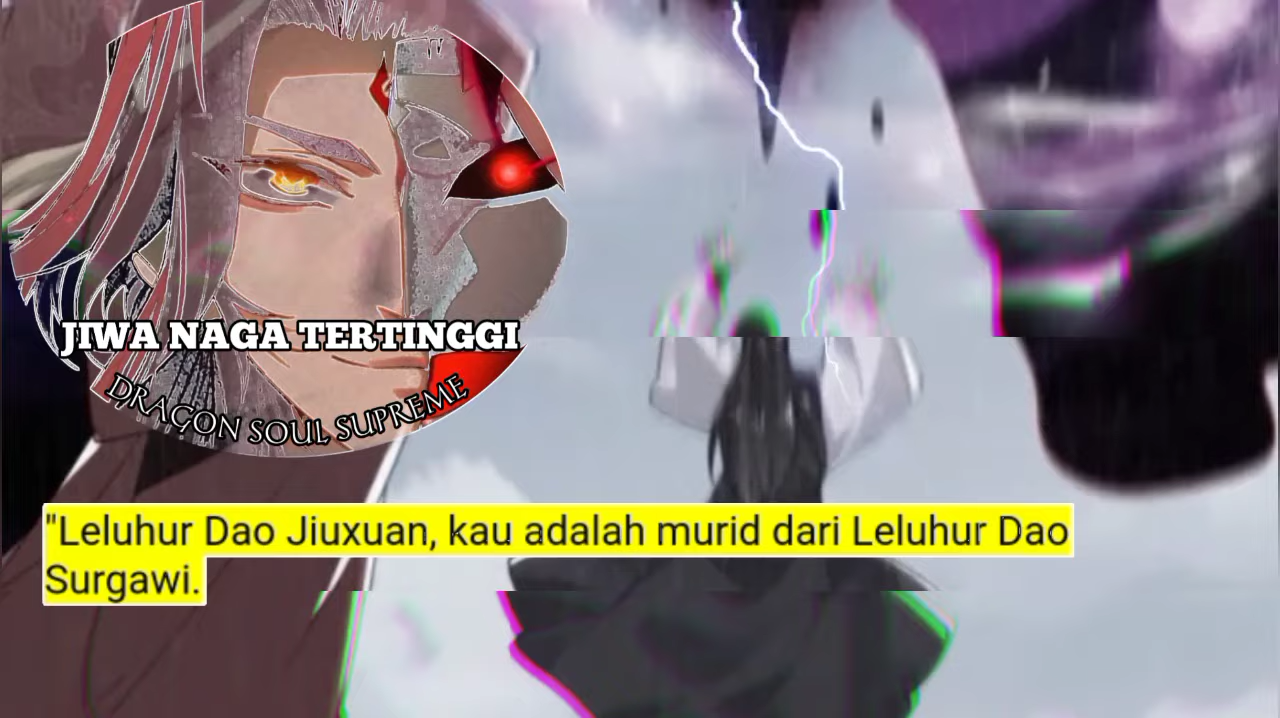 JIWA NAGA TERTINGGI
DRAGON SOUL SUPREME
"Leluhur Dao Jiuxuan, kau adalah murid dari Leluhur Dao
Surgawi.